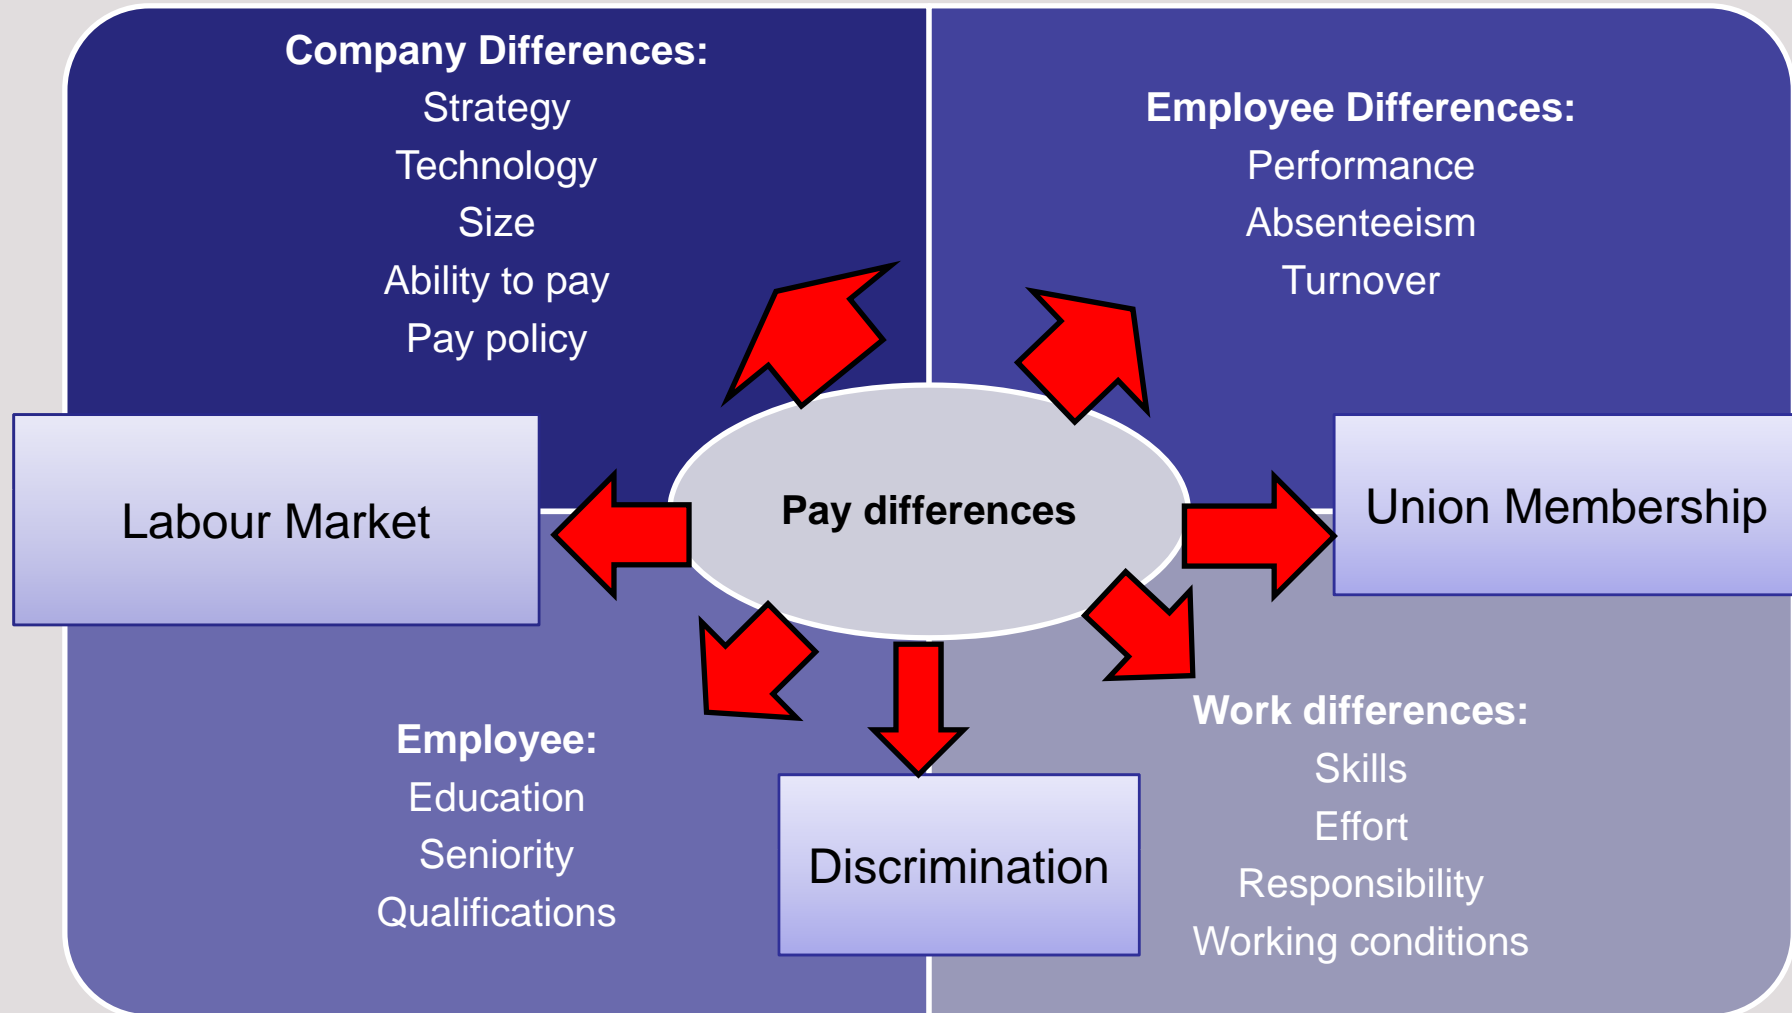 Company Differences:
Strategy
Technology
Size
Ability to pay
Pay policy
Employee Differences:
Performance
Absenteeism
Turnover
Labour Market
Pay differences
Union Membership
Employee:
Education
Seniority
Qualifications
Discrimination
Work differences:
Skills
Effort
Responsibility
Working conditions